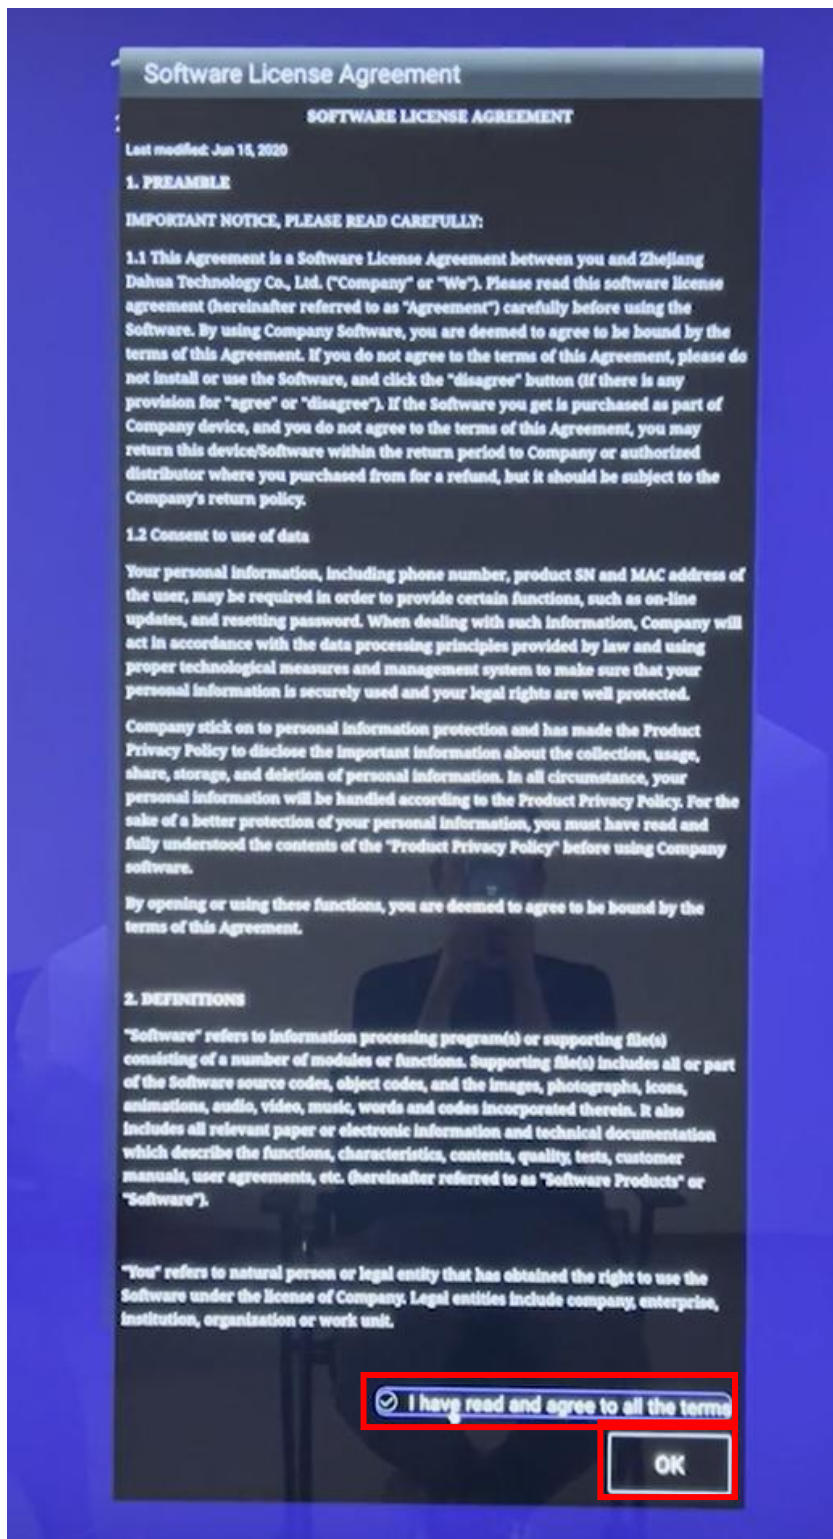 Software License Agreement
SOFTWARE LICENSE AGREEMENT
Last modified: Jun 15, 2020
1. PREAMBLE
IMPORTANT NOTICE, PLEASE READ CAREFULLY:
1.1 This Agreement is a Software License Agreement between you and Zhejiang
Dahua Technology Co., Ltd. ("Company" or "We"). Please read this software license
agreement (hereinafter referred to as "Agreement") carefully before using the
Software. By using Company Software, you are deemed to agree to be bound by the
terms of this Agreement. If you do not agree to the terms of this Agreement, please do
not install or use the Software, and click the "disagree" button (If there is any
provision for "agree" or "disagree"). If the Software you get is purchased as part of
Company device, and you do not agree to the terms of this Agreement, you may
return this device/Software within the return period to Company or authorized
distributor where you purchased from for a refund, but it should be subject to the
Company's return policy.
1.2 Consent to use of data
Your personal information, including phone number, product SN and MAC address of
the user, may be required in order to provide certain functions, such as on-line
updates, and resetting password. When dealing with such information, Company will
act in accordance with the data processing principles provided by law and using
proper technological measures and management system to make sure that your
personal information is securely used and your legal rights are well protected.
Company stick on to personal information protection and has made the Product
Privacy Policy to disclose the important information about the collection, usage,
share, storage, and deletion of personal information. In all circumstance, your
personal information will be handled according to the Product Privacy Policy. For the
sake of a better protection of your personal information, you must have read and
fully understood the contents of the "Product Privacy Policy" before using Company
software.
By opening or using these functions, you are deemed to agree to be bound by the
terms of this Agreement.
2. DEFINITIONS
"Software" refers to information processing program(s) or supporting file(s)
consisting of a number of modules or functions. Supporting file(s) includes all or part
of the Software source codes, object codes, and the images, photographs, icons,
animations, audio, video, music, words and codes incorporated therein. It also
includes all relevant paper or electronic information and technical documentation
which describe the functions, characteristics, contents, quality, tests, customer
manuals, user agreements, etc. (hereinafter referred to as "Software Products" or
"Software").
"You" refers to natural person or legal entity that has obtained the right to use the
Software under the license of Company. Legal entities include company, enterprise,
institution, organization or work unit.
I have read and agree to all the terms
OK